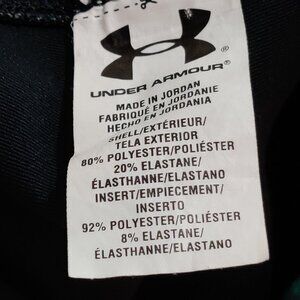 UNDER ARMOUR
MADE IN JORDAN
FABRIQUÉ EN JORDANIE
HECHO EN JORDANIA
SHELL/EXTÉRIEUR/
TELA EXTERIOR
80% POLYESTER/POLIÉSTER
20% ELASTANE/
ÉLASTHANNE/ELASTANO
INSERT/EMPIECEMENT/
INSERTO
92% POLYESTER/POLIÉSTER
8% ELASTANE/
ÉLASTHANNE/ELASTANO